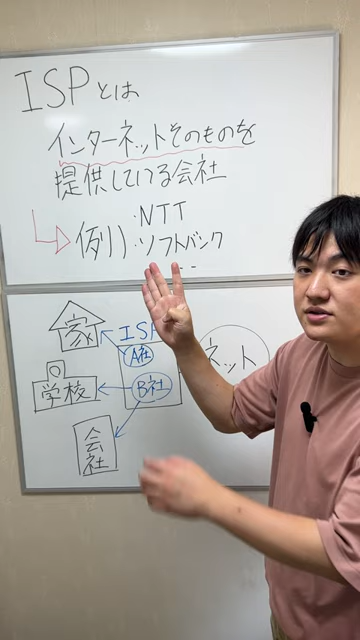 ISPとは
インターネットそのものを
提供している会社
例) ・NTT
・ソフトバンク
家
ISP
A社
ネット
学校
B社
会社